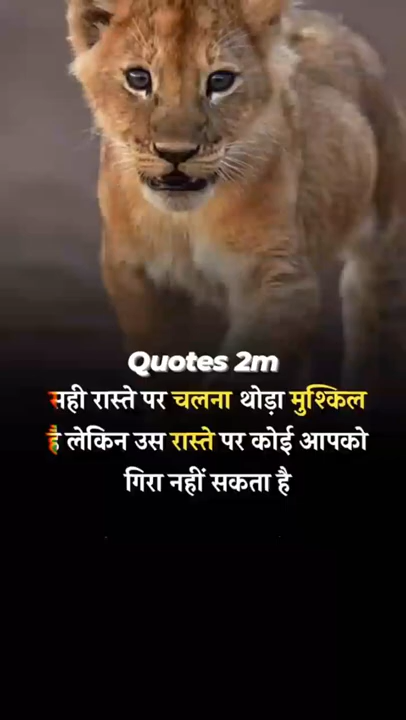 Quotes 2m
सही रास्ते पर चलना थोड़ा मुश्किल
है लेकिन उस रास्ते पर कोई आपको
गिरा नहीं सकता है